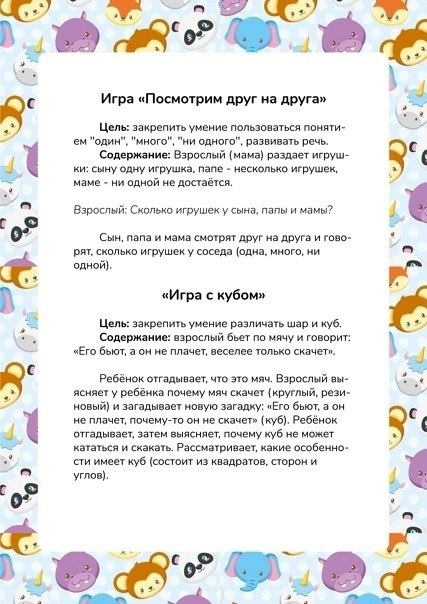 Игра «Посмотрим друг на друга»
Цель: закрепить умение пользоваться поняти-
ем "один", "много", "ни одного", развивать речь.
Содержание: Взрослый (мама) раздает игруш-
ки: сыну одну игрушка, папе - несколько игрушек,
маме - ни одной не достаётся.
Взрослый: Сколько игрушек у сына, папы и мамы?
Сын, папа и мама смотрят друг на друга и гово-
рят, сколько игрушек у соседа (одна, много, ни
одной).
«Игра с кубом»
Цель: закрепить умение различать шар и куб.
Содержание: взрослый бьет по мячу и говорит:
«Его бьют, а он не плачет, веселее только скачет».
Ребёнок отгадывает, что это мяч. Взрослый вы-
ясняет у ребёнка почему мяч скачет (круглый, рези-
новый) и загадывает новую загадку: «Его бьют, а он
не плачет, почему-то он не скачет» (куб). Ребёнок
отгадывает, затем выясняет, почему куб не может
кататься и скакать. Рассматривает, какие особенно-
сти имеет куб (состоит из квадратов, сторон и
углов).